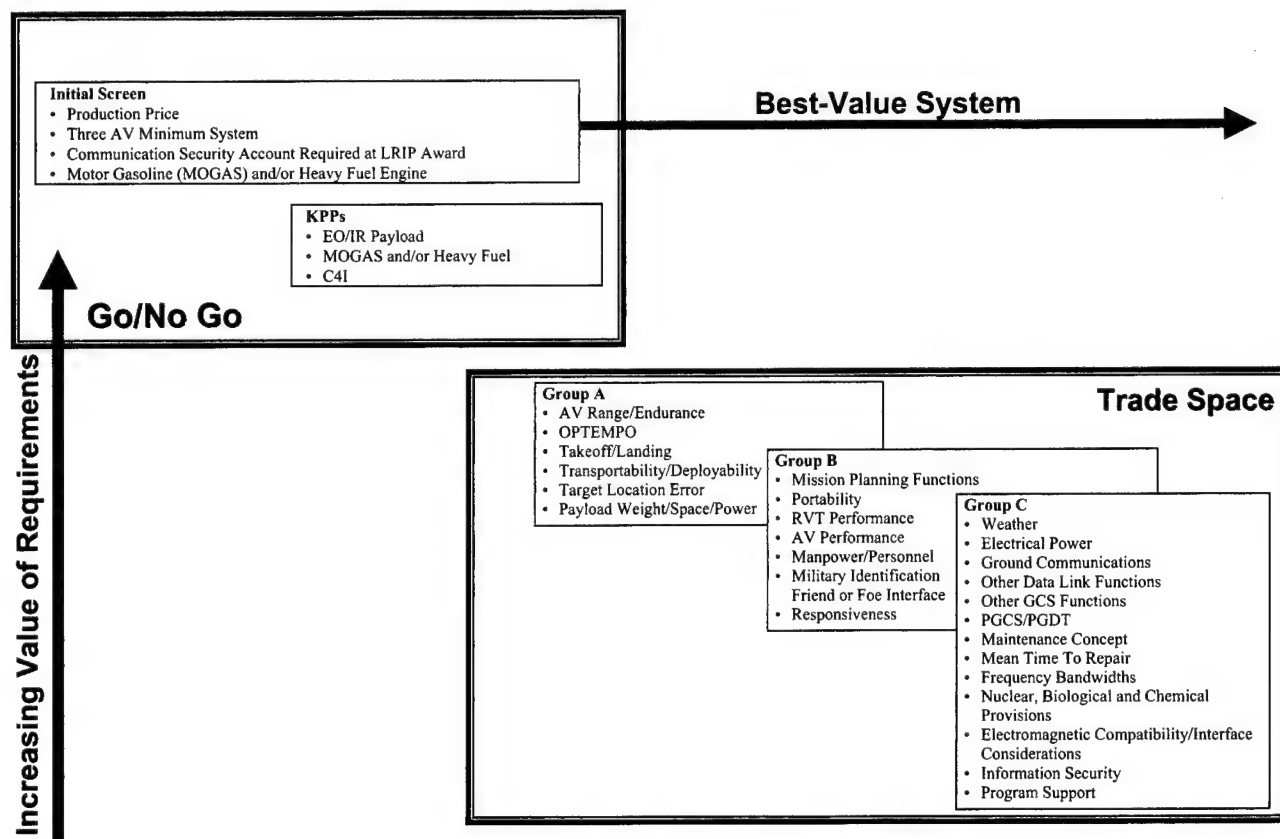 Initial Screen
• Production Price
• Three AV Minimum System
• Communication Security Account Required at LRIP Award
• Motor Gasoline (MOGAS) and/or Heavy Fuel Engine
Best-Value System
KPPs
• EO/IR Payload
• MOGAS and/or Heavy Fuel
• C4I
Go/No Go
Increasing Value of Requirements
Trade Space
Group A
• AV Range/Endurance
• OPTEMPO
• Takeoff/Landing
• Transportability/Deployability
• Target Location Error
• Payload Weight/Space/Power
Group B
• Mission Planning Functions
• Portability
• RVT Performance
• AV Performance
• Manpower/Personnel
• Military Identification
Friend or Foe Interface
• Responsiveness
Group C
• Weather
• Electrical Power
• Ground Communications
• Other Data Link Functions
• Other GCS Functions
• PGCS/PGDT
• Maintenance Concept
• Mean Time To Repair
• Frequency Bandwidths
• Nuclear, Biological and Chemical
Provisions
• Electromagnetic Compatibility/Interface
Considerations
• Information Security
• Program Support